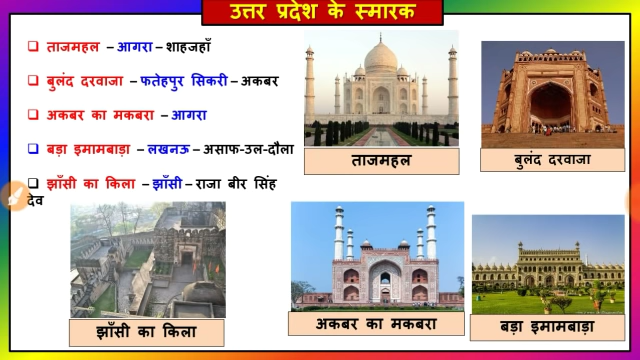 उत्तर प्रदेश के स्मारक
❑ ताजमहल – आगरा – शाहजहाँ
❑ बुलंद दरवाजा – फतेहपुर सिकरी – अकबर
❑ अकबर का मकबरा – आगरा
❑ बड़ा इमामबाड़ा – लखनऊ – असाफ-उल-दौला
❑ झाँसी का किला – झाँसी – राजा बीर सिंह
देव
ताजमहल
बुलंद दरवाजा
झाँसी का किला
अकबर का मकबरा
बड़ा इमामबाड़ा